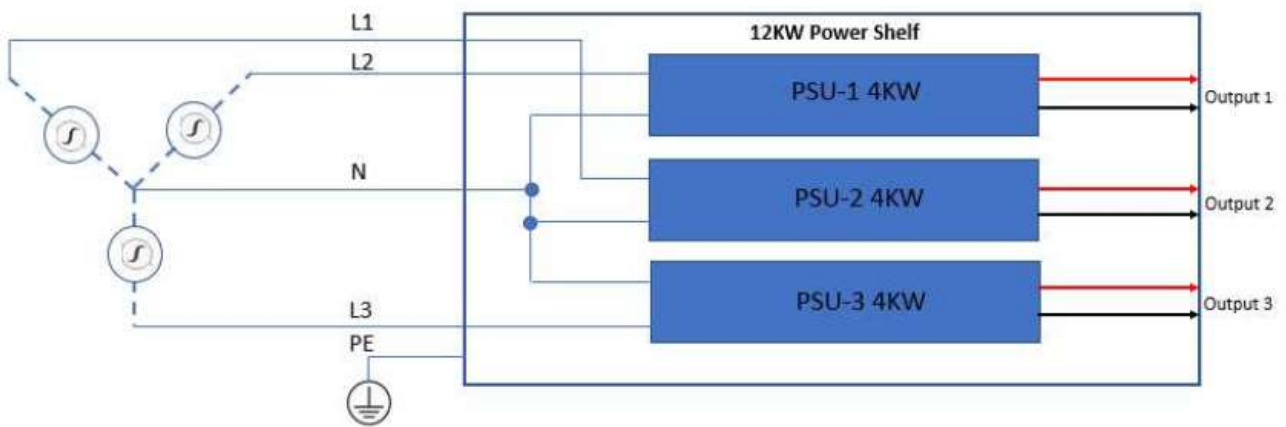 L1
12KW Power Shelf
L2
PSU-1 4KW
Output 1
N
PSU-2 4KW
Output 2
PSU-3 4KW
Output 3
L3
PE